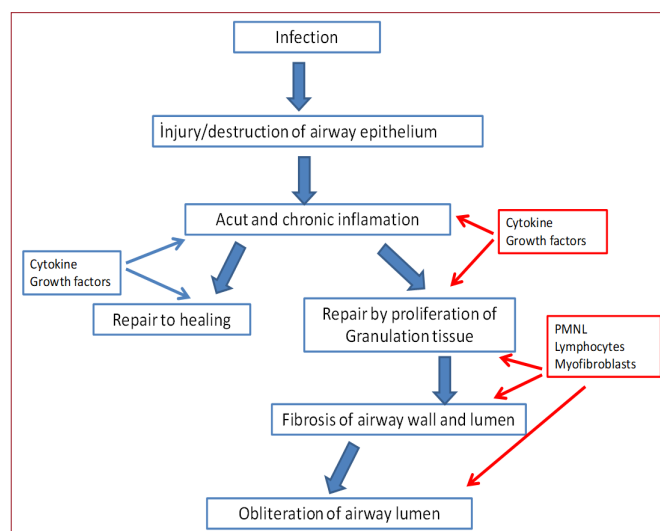 Infection
İnjury/destruction of airway epithelium
Acut and chronic inflamation
Cytokine
Growth factors
Cytokine
Growth factors
Repair to healing
Repair by proliferation of
Granulation tissue
PMNL
Lymphocytes
Myofibroblasts
Fibrosis of airway wall and lumen
Obliteration of airway lumen